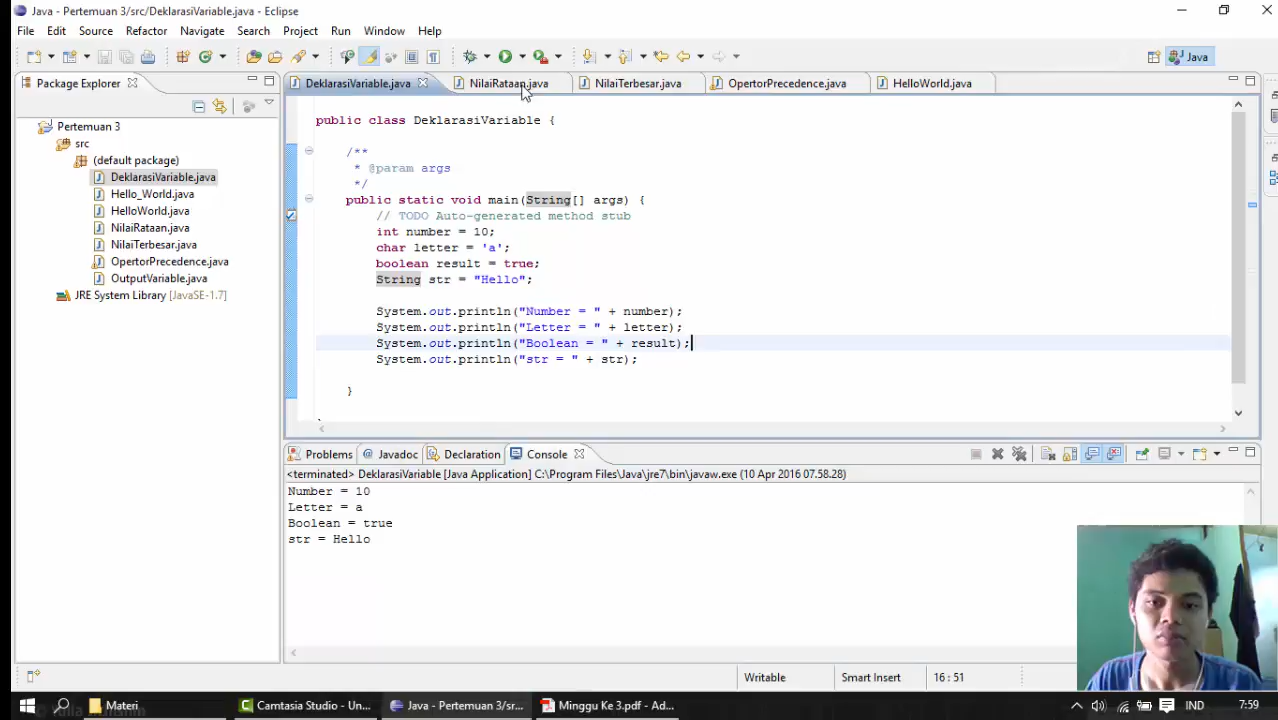 Java - Pertemuan 3/src/DeklarasiVariable.java - Eclipse
File Edit Source Refactor Navigate Search Project Run Window Help
Java
Package Explorer
DeklarasiVariable.java NilaiRataan.java NilaiTerbesar.java OpertorPrecedence.java HelloWorld.java
Pertemuan 3
src
(default package)
DeklarasiVariable.java
Hello_World.java
HelloWorld.java
NilaiRataan.java
NilaiTerbesar.java
OpertorPrecedence.java
OutputVariable.java
JRE System Library [JavaSE-1.7]
public class DeklarasiVariable {
/**
* @param args
*/
public static void main(String[] args) {
// TODO Auto-generated method stub
int number = 10;
char letter = 'a';
boolean result = true;
String str = "Hello";
System.out.println("Number = " + number);
System.out.println("Letter = " + letter);
System.out.println("Boolean = " + result);
System.out.println("str = " + str);
}
Problems @ Javadoc Declaration Console
<terminated> DeklarasiVariable [Java Application] C:\Program Files\Java\jre7\bin\javaw.exe (10 Apr 2016 07.58.28)
Number = 10
Letter = a
Boolean = true
str = Hello
Writable Smart Insert 16 : 51
Materi Camtasia Studio - Un... Java - Pertemuan 3/sr... Minggu Ke 3.pdf - Ad... IND 7:59